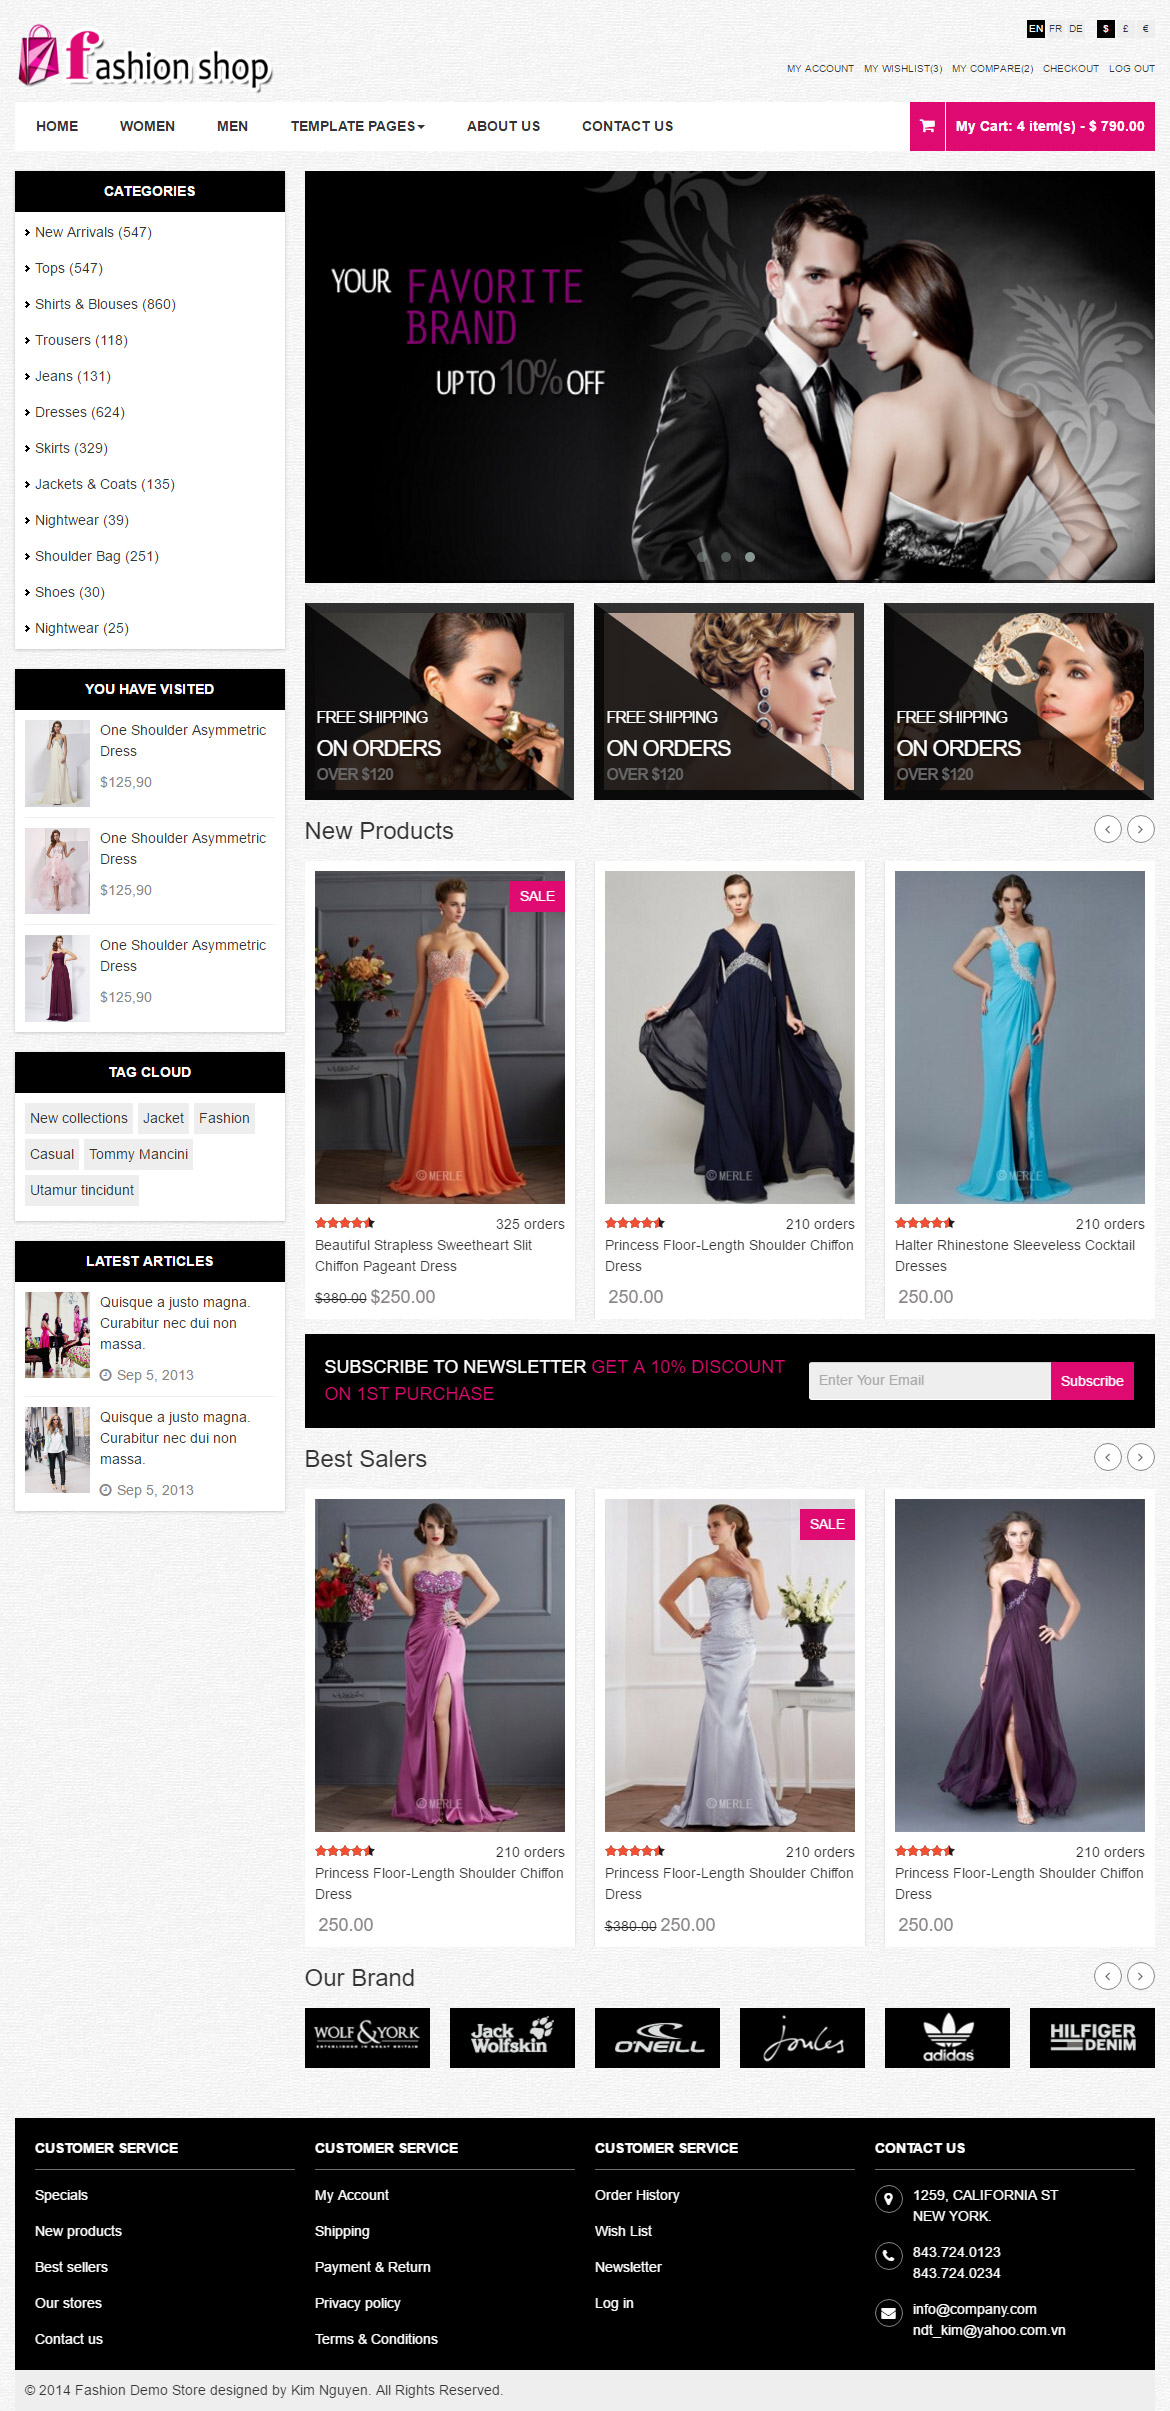 fashion shop
EN FR DE $ £ €
MY ACCOUNT MY WISHLIST(3) MY COMPARE(2) CHECKOUT LOG OUT
HOME WOMEN MEN TEMPLATE PAGES ABOUT US CONTACT US
My Cart: 4 item(s) - $ 790.00
CATEGORIES
New Arrivals (547)
Tops (547)
Shirts & Blouses (860)
Trousers (118)
Jeans (131)
Dresses (624)
Skirts (329)
Jackets & Coats (135)
Nightwear (39)
Shoulder Bag (251)
Shoes (30)
Nightwear (25)
YOU HAVE VISITED
One Shoulder Asymmetric
Dress
$125,90
One Shoulder Asymmetric
Dress
$125,90
One Shoulder Asymmetric
Dress
$125,90
TAG CLOUD
New collections Jacket Fashion
Casual Tommy Mancini
Utamur tincidunt
LATEST ARTICLES
Quisque a justo magna.
Curabitur nec dui non
massa.
Sep 5, 2013
Quisque a justo magna.
Curabitur nec dui non
massa.
Sep 5, 2013
YOUR FAVORITE
BRAND
UP TO 10% OFF
FREE SHIPPING
ON ORDERS
OVER $120
FREE SHIPPING
ON ORDERS
OVER $120
FREE SHIPPING
ON ORDERS
OVER $120
New Products
SALE
© MERLE
325 orders
Beautiful Strapless Sweetheart Slit
Chiffon Pageant Dress
$380.00 $250.00
© MERLE
210 orders
Princess Floor-Length Shoulder Chiffon
Dress
250.00
© MERLE
210 orders
Halter Rhinestone Sleeveless Cocktail
Dresses
250.00
SUBSCRIBE TO NEWSLETTER GET A 10% DISCOUNT
ON 1ST PURCHASE
Enter Your Email
Subscribe
Best Salers
© MERLE
210 orders
Princess Floor-Length Shoulder Chiffon
Dress
250.00
SALE
© MERLE
210 orders
Princess Floor-Length Shoulder Chiffon
Dress
$380.00 250.00
210 orders
Princess Floor-Length Shoulder Chiffon
Dress
250.00
Our Brand
WOLF & YORK
ESTABLISHED IN GREAT BRITAIN
Jack
Wolfskin
O'NEILL
Joules
adidas
HILFIGER
DENIM
CUSTOMER SERVICE
Specials
New products
Best sellers
Our stores
Contact us
CUSTOMER SERVICE
My Account
Shipping
Payment & Return
Privacy policy
Terms & Conditions
CUSTOMER SERVICE
Order History
Wish List
Newsletter
Log in
CONTACT US
1259, CALIFORNIA ST
NEW YORK.
843.724.0123
843.724.0234
info@company.com
ndt_kim@yahoo.com.vn
© 2014 Fashion Demo Store designed by Kim Nguyen. All Rights Reserved.